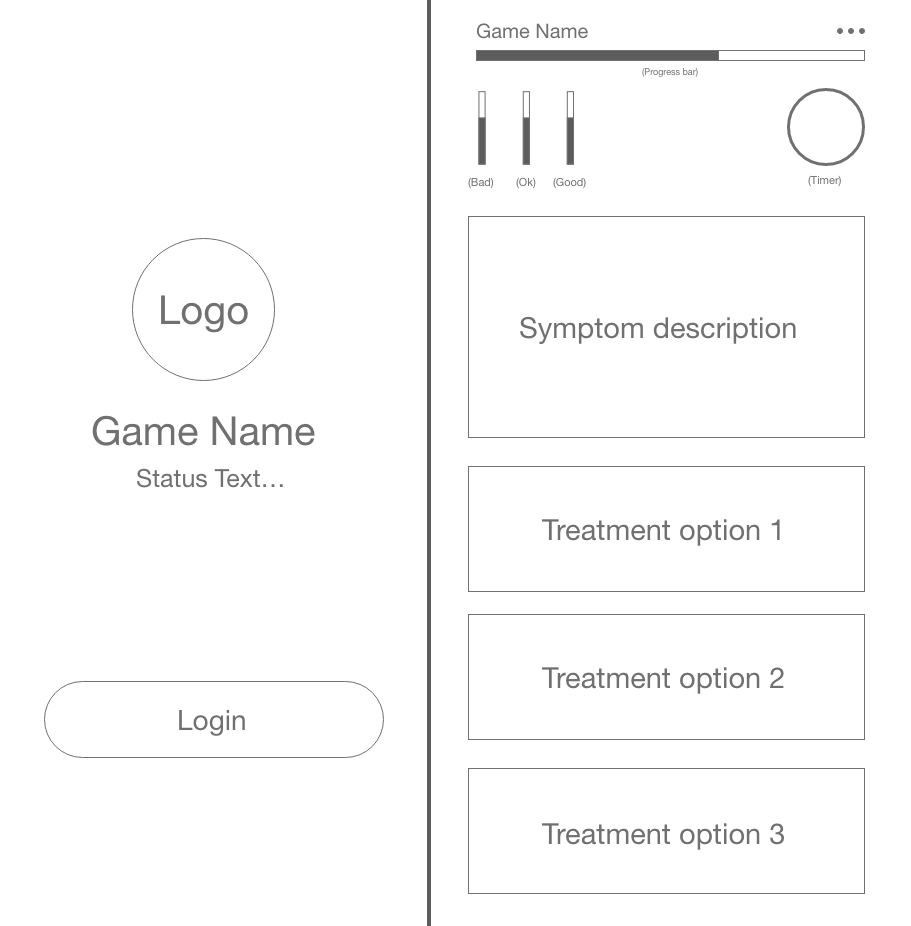 Logo
Game Name
Status Text...
Login
Game Name
(Progress bar)
(Bad) (Ok) (Good)
(Timer)
Symptom description
Treatment option 1
Treatment option 2
Treatment option 3